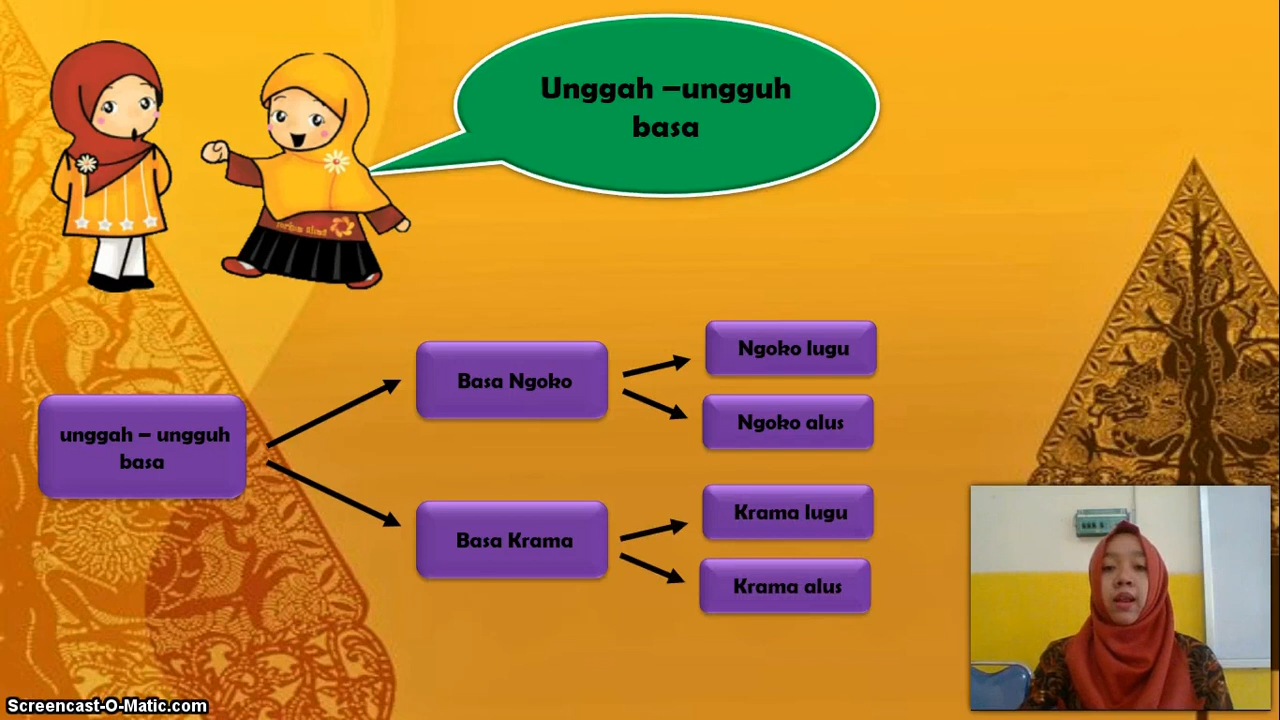 Unggah –ungguh
basa
unggah – ungguh
basa
Basa Ngoko
Ngoko lugu
Ngoko alus
Basa Krama
Krama lugu
Krama alus
Screencast-O-Matic.com